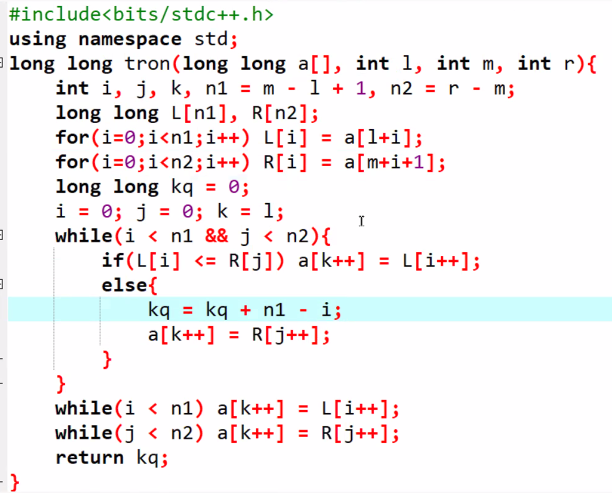 #include<bits/stdc++.h>
using namespace std;
long long tron(long long a[], int l, int m, int r){
    int i, j, k, n1 = m - l + 1, n2 = r - m;
    long long L[n1], R[n2];
    for(i=0;i<n1;i++) L[i] = a[l+i];
    for(i=0;i<n2;i++) R[i] = a[m+i+1];
    long long kq = 0;
    i = 0; j = 0; k = l;
    while(i < n1 && j < n2){
        if(L[i] <= R[j]) a[k++] = L[i++];
        else{
            kq = kq + n1 - i;
            a[k++] = R[j++];
        }
    }
    while(i < n1) a[k++] = L[i++];
    while(j < n2) a[k++] = R[j++];
    return kq;
}